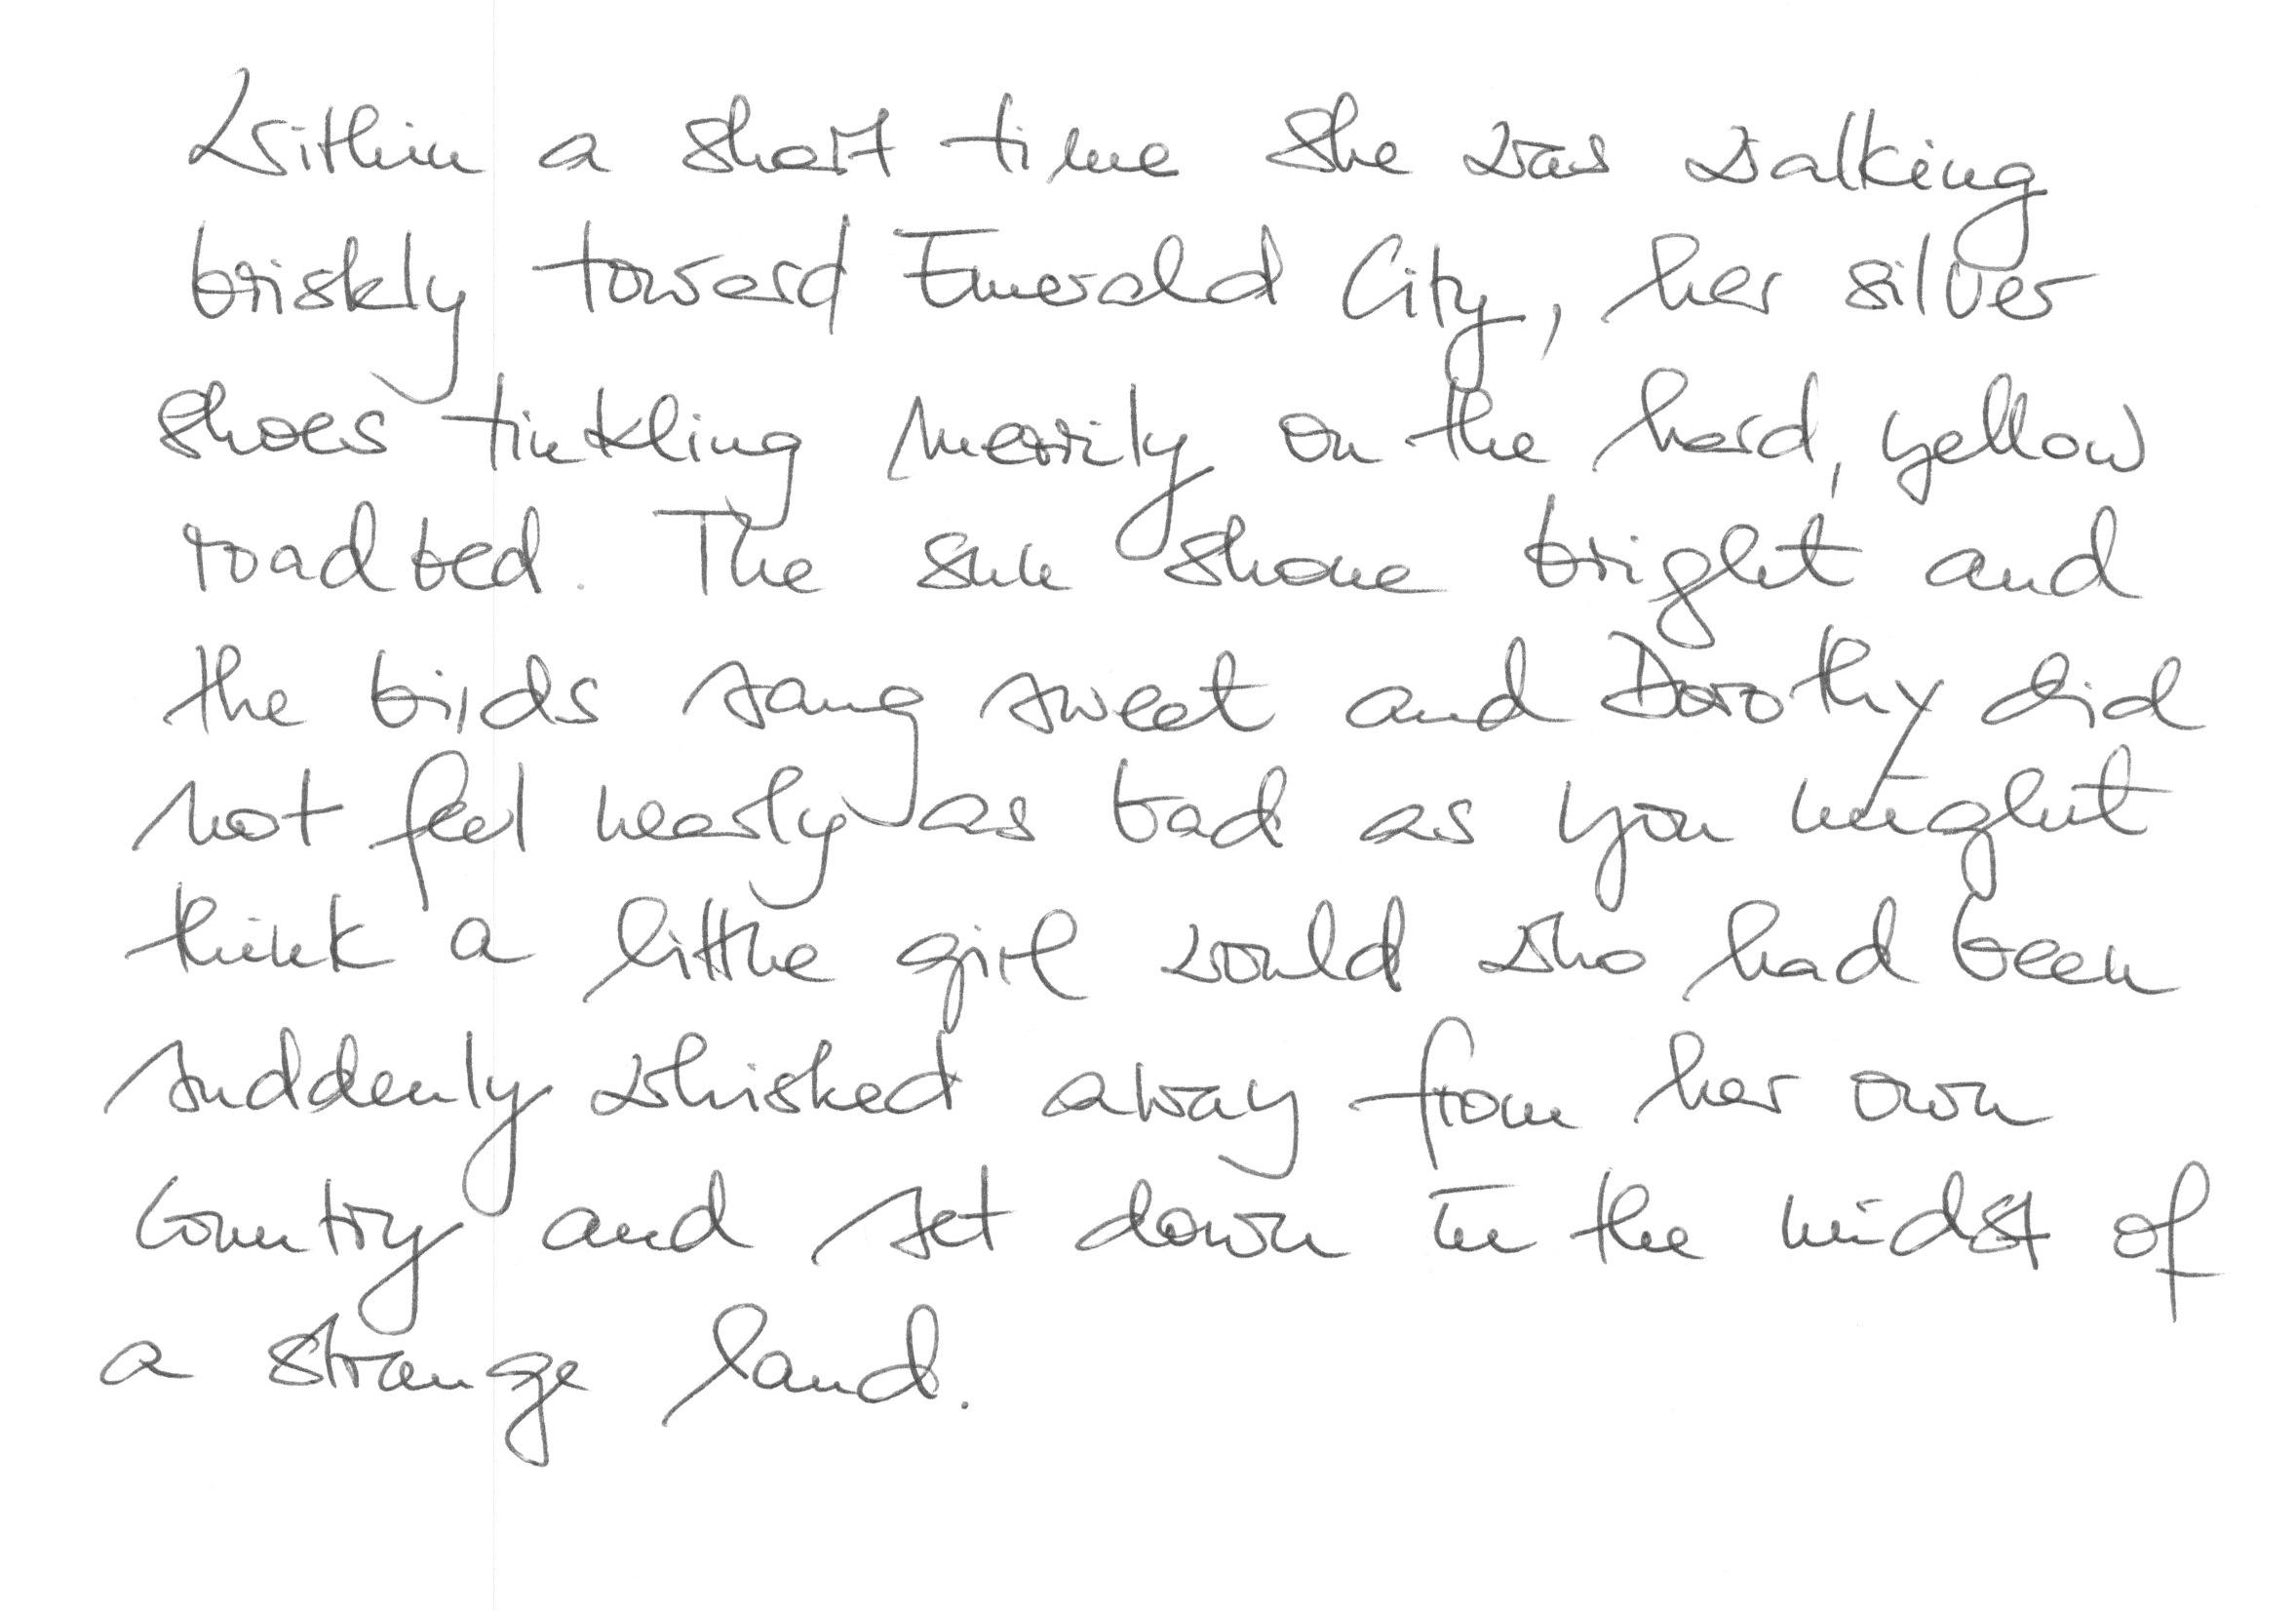 Within a short time she was walking
briskly toward Emerald City, her silver
shoes tinkling merrily on the hard, yellow
roadbed. The sun shone bright and
the birds sang sweet and Dorothy did
not feel nearly as bad as you might
think a little girl would who had been
suddenly whisked away from her own
country and set down in the midst of
a strange land.